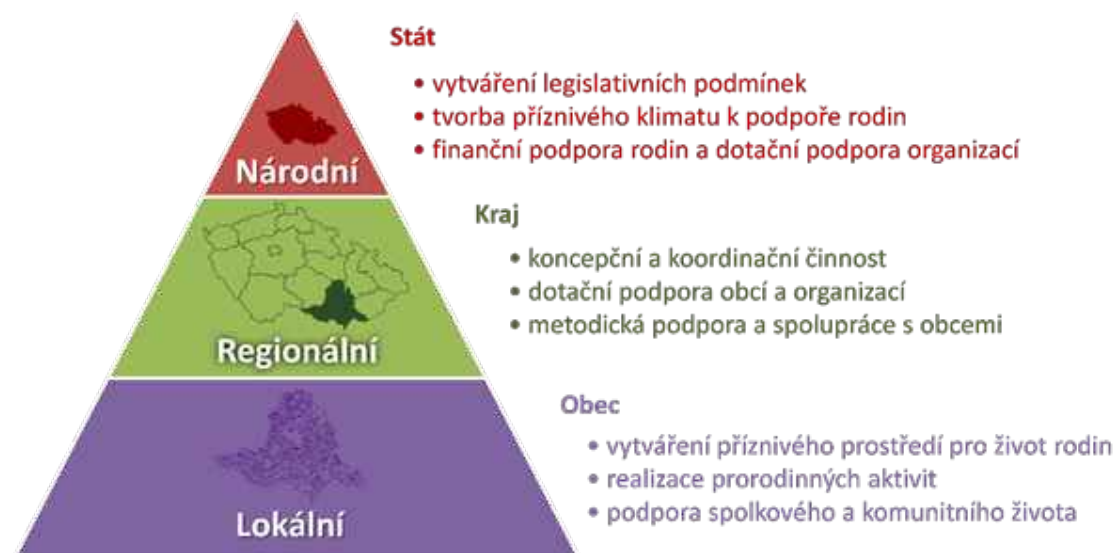 Stát
• vytváření legislativních podmínek
• tvorba příznivého klimatu k podpoře rodin
• finanční podpora rodin a dotační podpora organizací
Národní
Kraj
• koncepční a koordinační činnost
• dotační podpora obcí a organizací
• metodická podpora a spolupráce s obcemi
Regionální
Obec
• vytváření příznivého prostředí pro život rodin
• realizace prorodinných aktivit
• podpora spolkového a komunitního života
Lokální